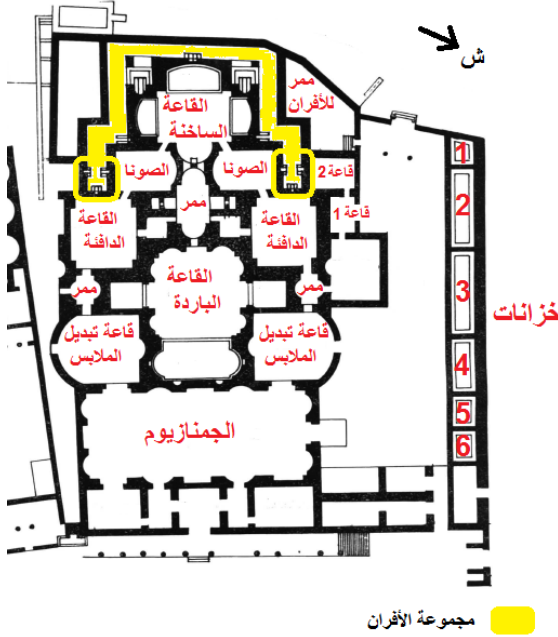 ش
ممر
للأفران
القاعة
الساخنة
الصونا
الصونا
قاعة 2
قاعة 1
ممر
القاعة
الدافئة
القاعة
الدافئة
القاعة
الباردة
ممر
ممر
قاعة تبديل
الملابس
قاعة تبديل
الملابس
الجمنازيوم
خزانات
1
2
3
4
5
6
مجموعة الأفران